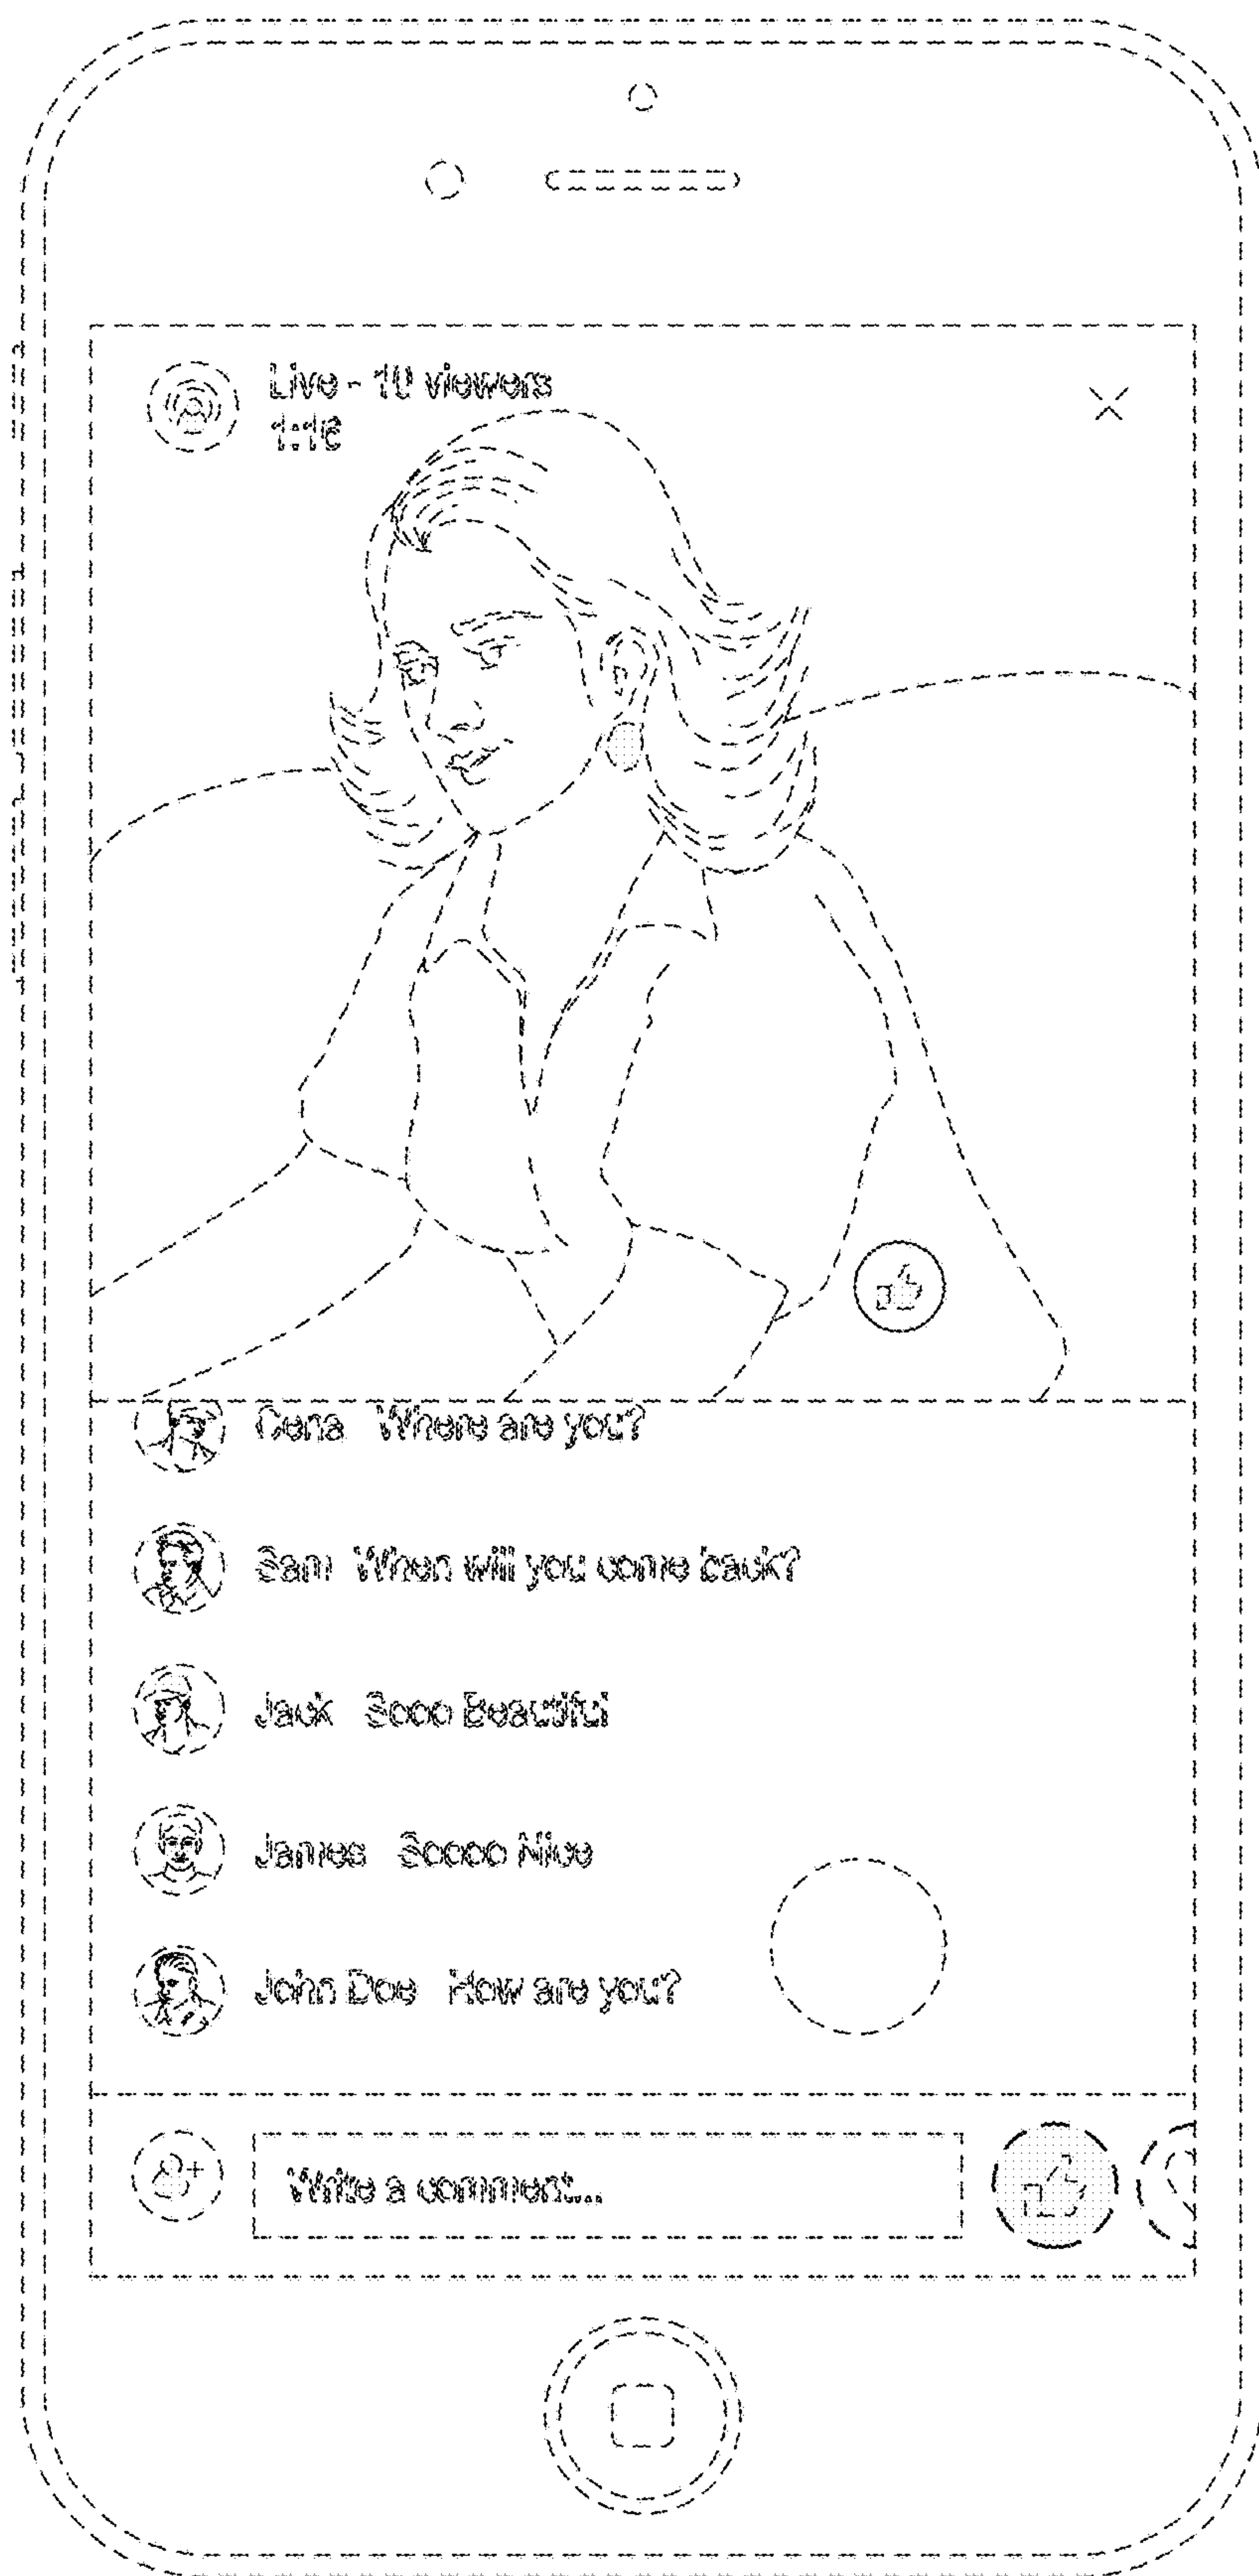 Live - 10 viewers
1:16
Cena Where are you?
Sam When will you come back?
Jack Sooo Beautiful
James Soooo Nice
John Doe How are you?
Write a comment...